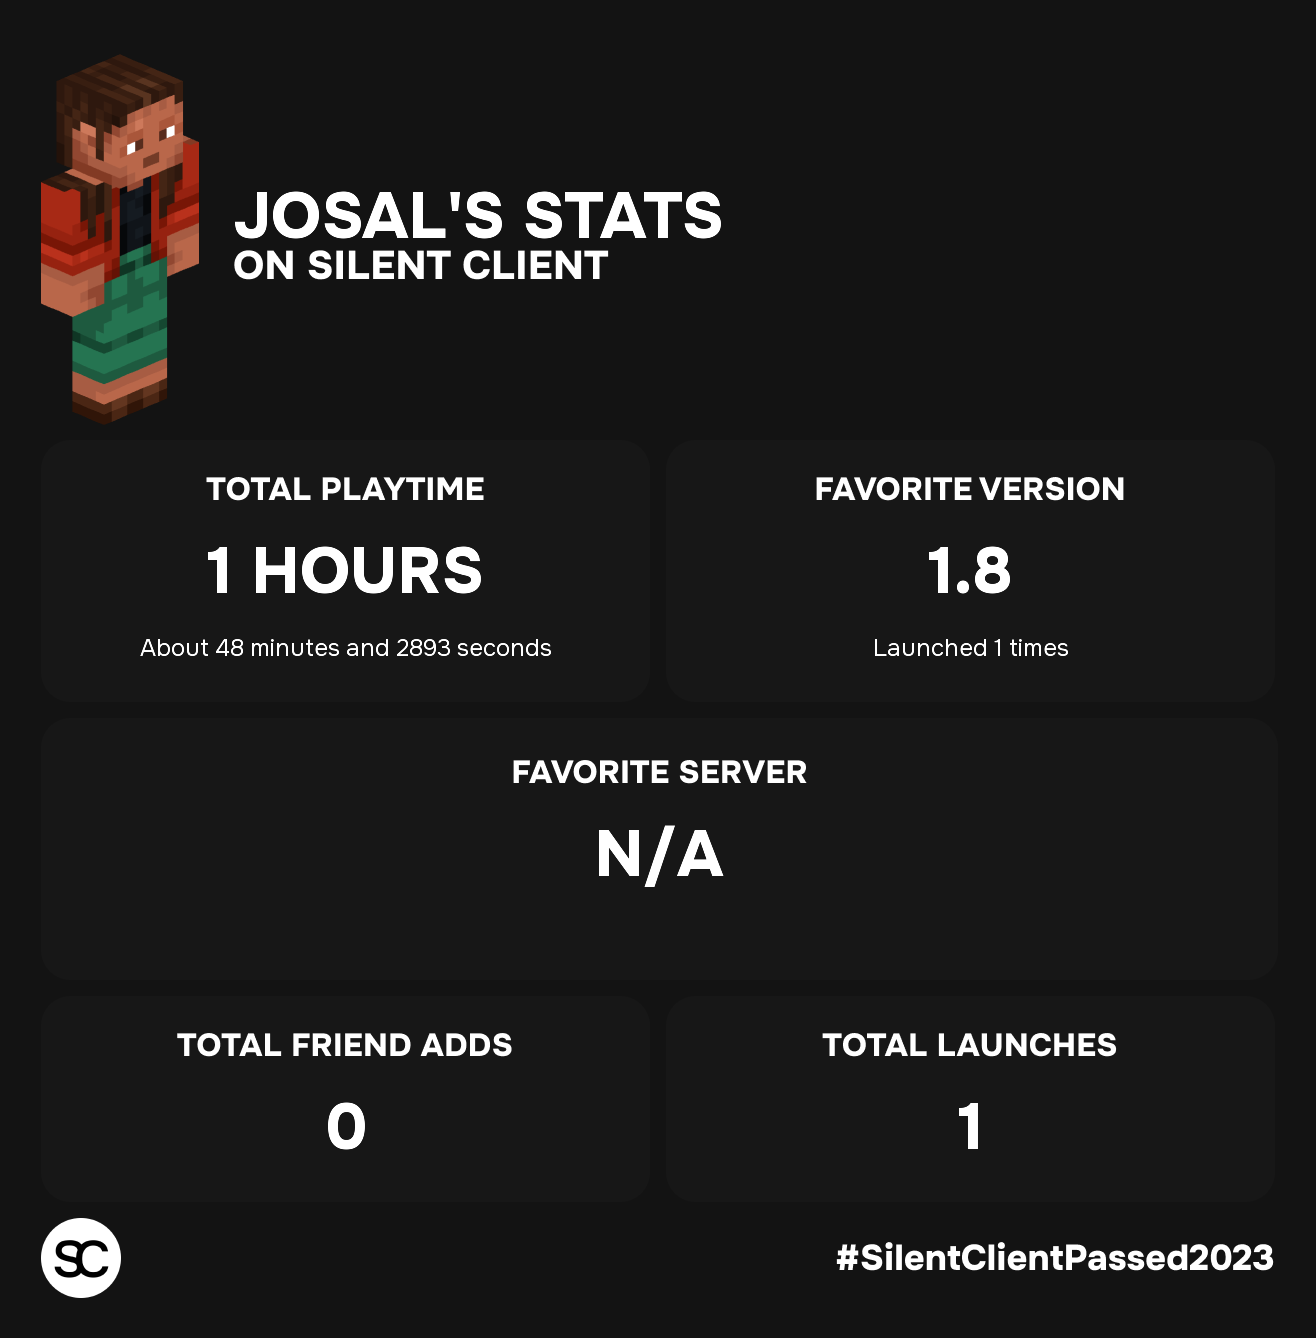 JOSAL'S STATS
ON SILENT CLIENT
TOTAL PLAYTIME
1 HOURS
About 48 minutes and 2893 seconds
FAVORITE VERSION
1.8
Launched 1 times
FAVORITE SERVER
N/A
TOTAL FRIEND ADDS
0
TOTAL LAUNCHES
1
SC
#SilentClientPassed2023